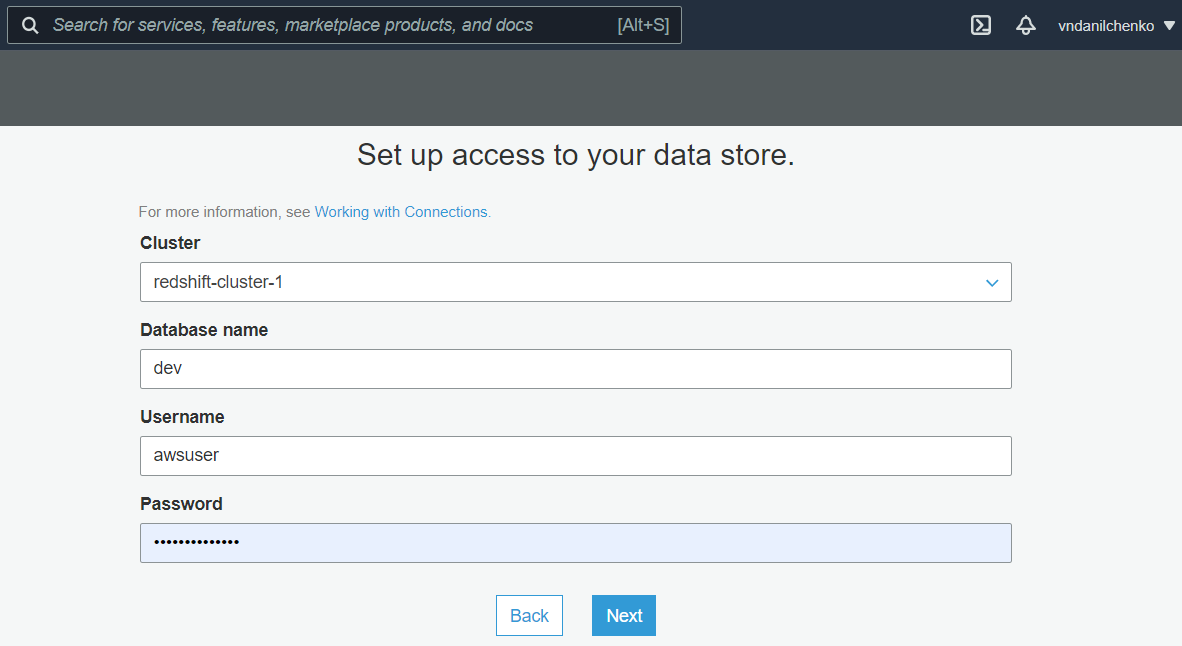 Search for services, features, marketplace products, and docs [Alt+S] vndanilchenko
Set up access to your data store.
For more information, see Working with Connections.
Cluster
redshift-cluster-1
Database name
dev
Username
awsuser
Password
••••••••••••••
Back Next